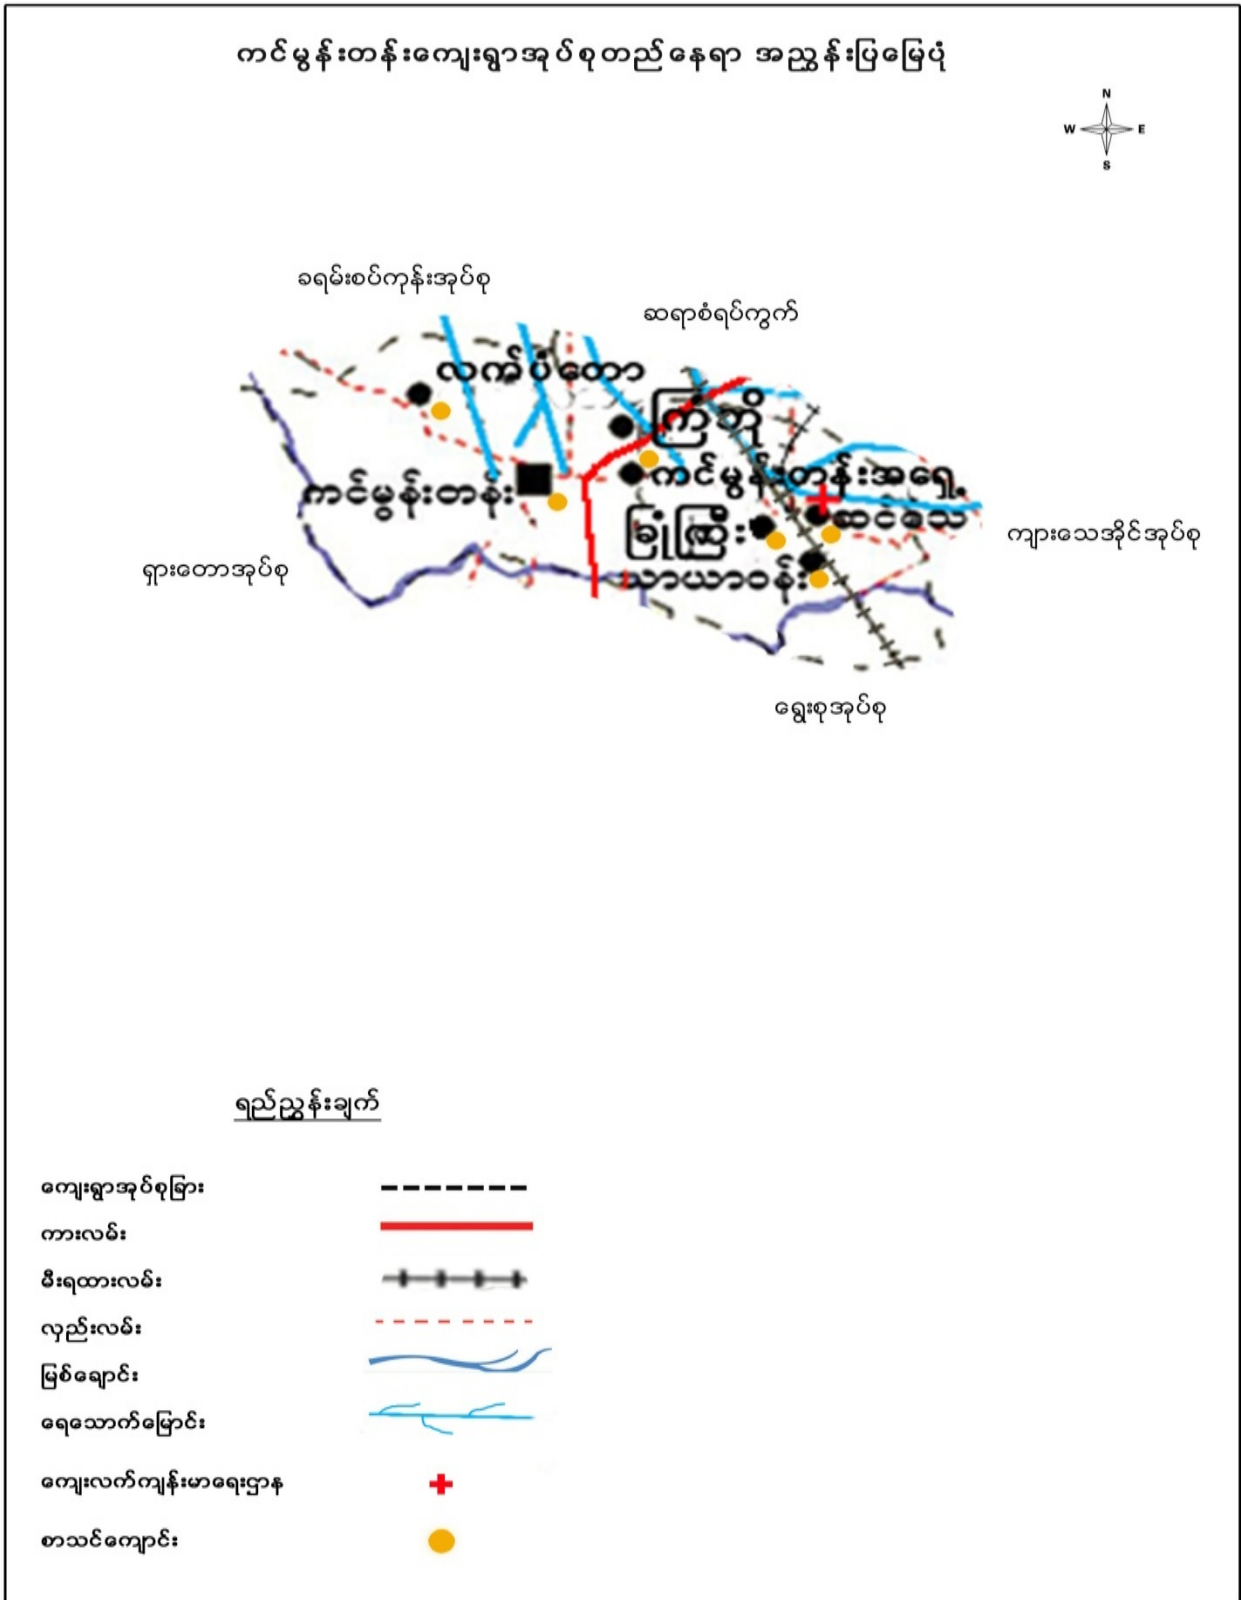 ကင်မွန်းတန်းကျေးရွာအုပ်စုတည်နေရာ အညွှန်းပြမြေပုံ
N
W E
S
ခရမ်းစပ်ကုန်းအုပ်စု
ဆရာစံရပ်ကွက်
လက်ပံတော
ကြံဘို
ကင်မွန်းတန်းအရှေ့
ကင်မွန်းတန်း
ခြုံကြီး
ဆင်သေ
ကျားသေအိုင်အုပ်စု
ရှားတောအုပ်စု
သာယာဝန်း
ရွှေးစုအုပ်စု
ရည်ညွှန်းချက်
ကျေးရွာအုပ်စုခြား
ကားလမ်း
မီးရထားလမ်း
လှည်းလမ်း
မြစ်ချောင်း
ရေသောက်မြောင်း
ကျေးလက်ကျန်းမာရေးဌာန
စာသင်ကျောင်း